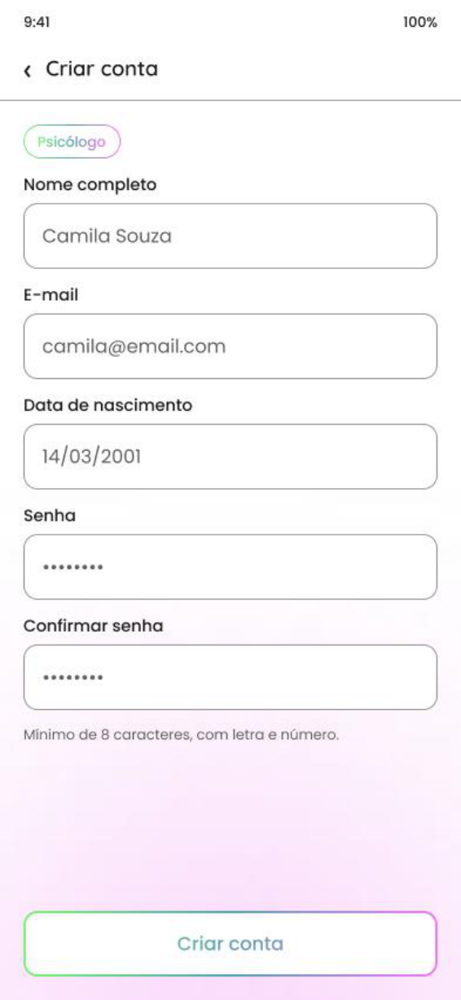 9:41 100%
‹ Criar conta
Psicólogo
Nome completo
Camila Souza
E-mail
camila@email.com
Data de nascimento
14/03/2001
Senha
••••••••
Confirmar senha
••••••••
Mínimo de 8 caracteres, com letra e número.
Criar conta